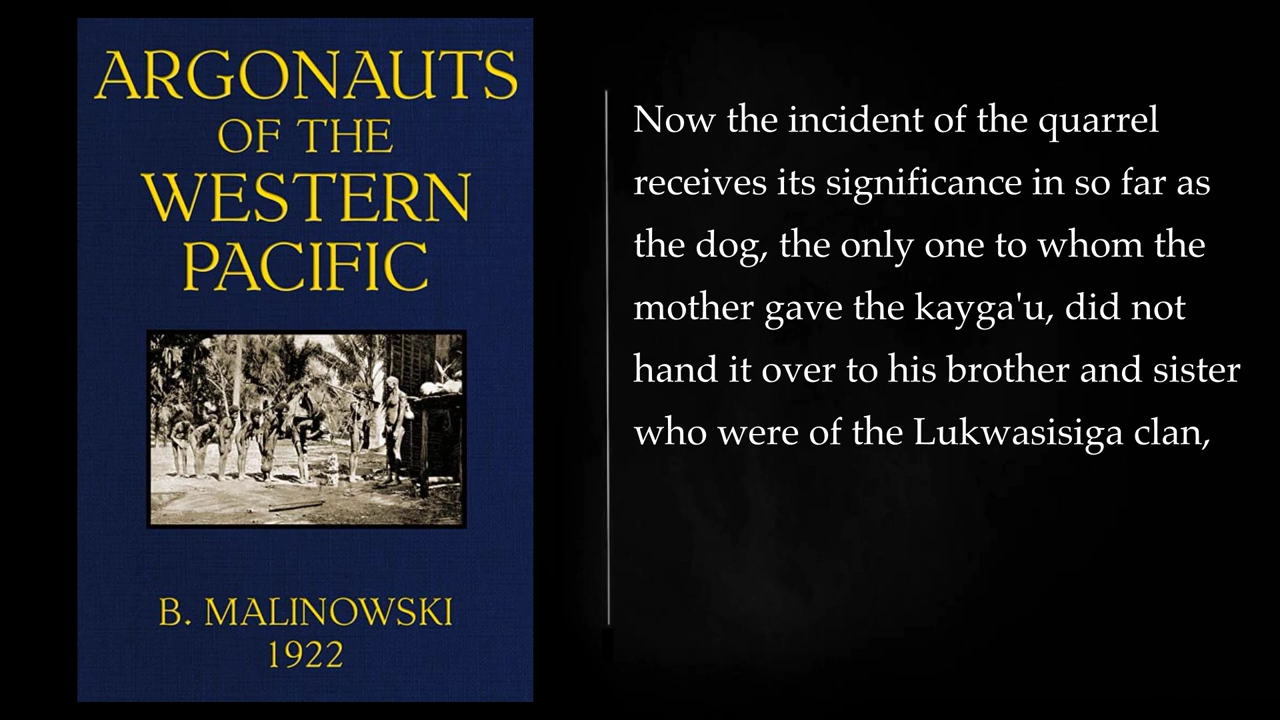 ARGONAUTS
OF THE
WESTERN
PACIFIC
B. MALINOWSKI
1922
Now the incident of the quarrel
receives its significance in so far as
the dog, the only one to whom the
mother gave the kayga'u, did not
hand it over to his brother and sister
who were of the Lukwasisiga clan,